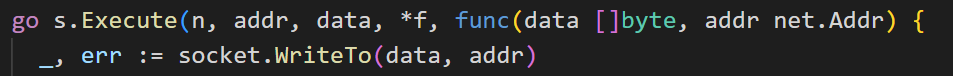 go s.Execute(n, addr, data, *f, func(data []byte, addr net.Addr) {
_, err := socket.WriteTo(data, addr)